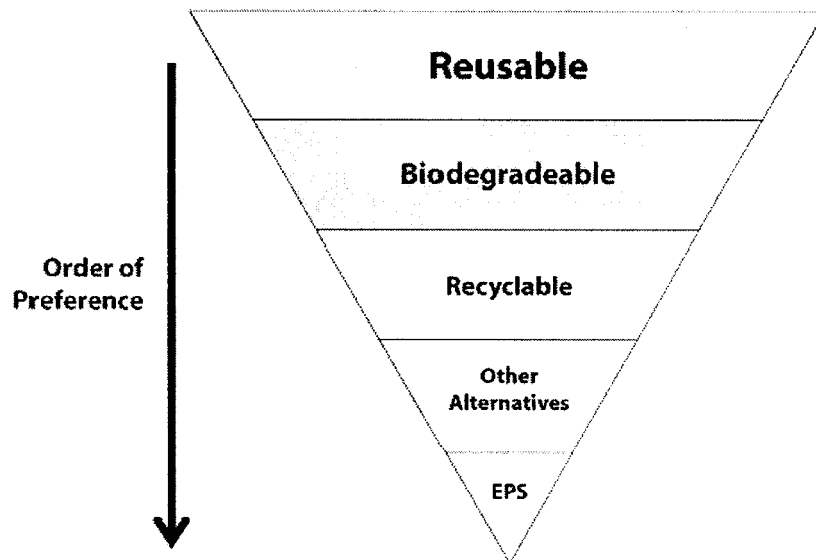 Reusable
Biodegradeable
Order of
Preference
Recyclable
Other
Alternatives
EPS